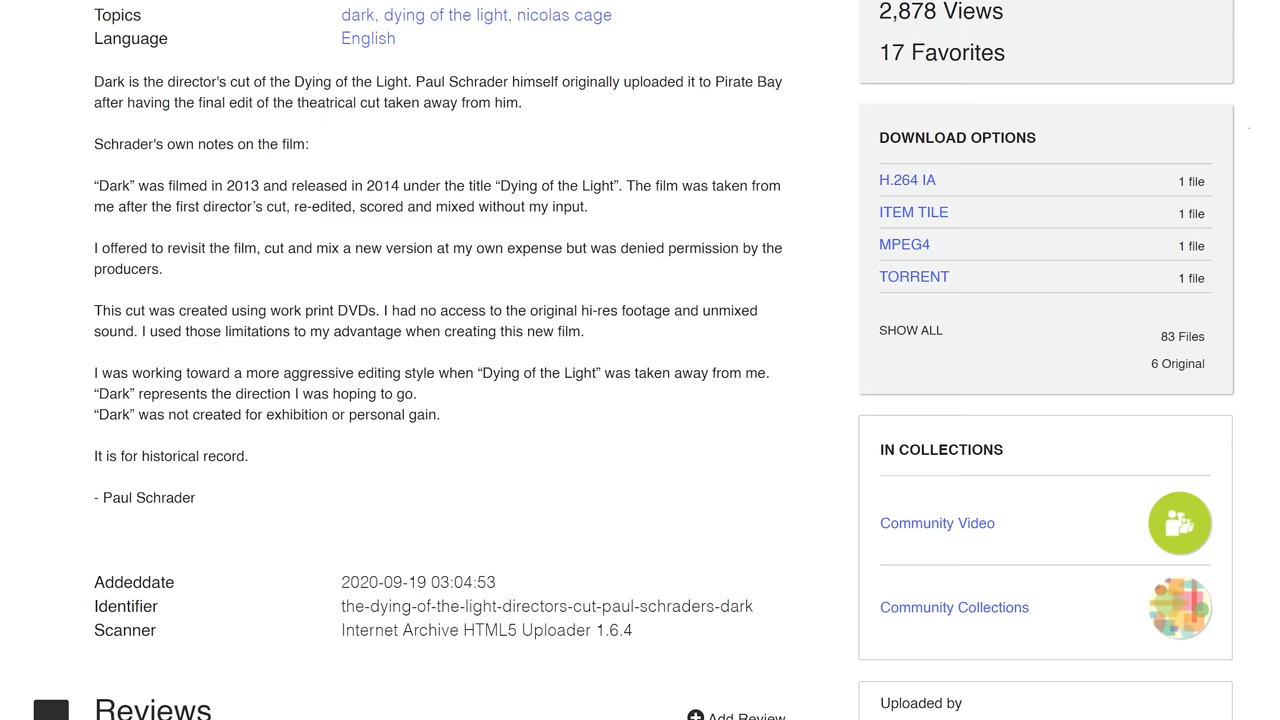 Topics dark, dying of the light, nicolas cage
Language English
Dark is the director's cut of the Dying of the Light. Paul Schrader himself originally uploaded it to Pirate Bay
after having the final edit of the theatrical cut taken away from him.
Schrader's own notes on the film:
“Dark” was filmed in 2013 and released in 2014 under the title “Dying of the Light”. The film was taken from
me after the first director’s cut, re-edited, scored and mixed without my input.
I offered to revisit the film, cut and mix a new version at my own expense but was denied permission by the
producers.
This cut was created using work print DVDs. I had no access to the original hi-res footage and unmixed
sound. I used those limitations to my advantage when creating this new film.
I was working toward a more aggressive editing style when “Dying of the Light” was taken away from me.
“Dark” represents the direction I was hoping to go.
“Dark” was not created for exhibition or personal gain.
It is for historical record.
- Paul Schrader
Addeddate 2020-09-19 03:04:53
Identifier the-dying-of-the-light-directors-cut-paul-schraders-dark
Scanner Internet Archive HTML5 Uploader 1.6.4
Reviews
Add Review
2,878 Views
17 Favorites
DOWNLOAD OPTIONS
H.264 IA 1 file
ITEM TILE 1 file
MPEG4 1 file
TORRENT 1 file
SHOW ALL 83 Files
6 Original
IN COLLECTIONS
Community Video
Community Collections
Uploaded by